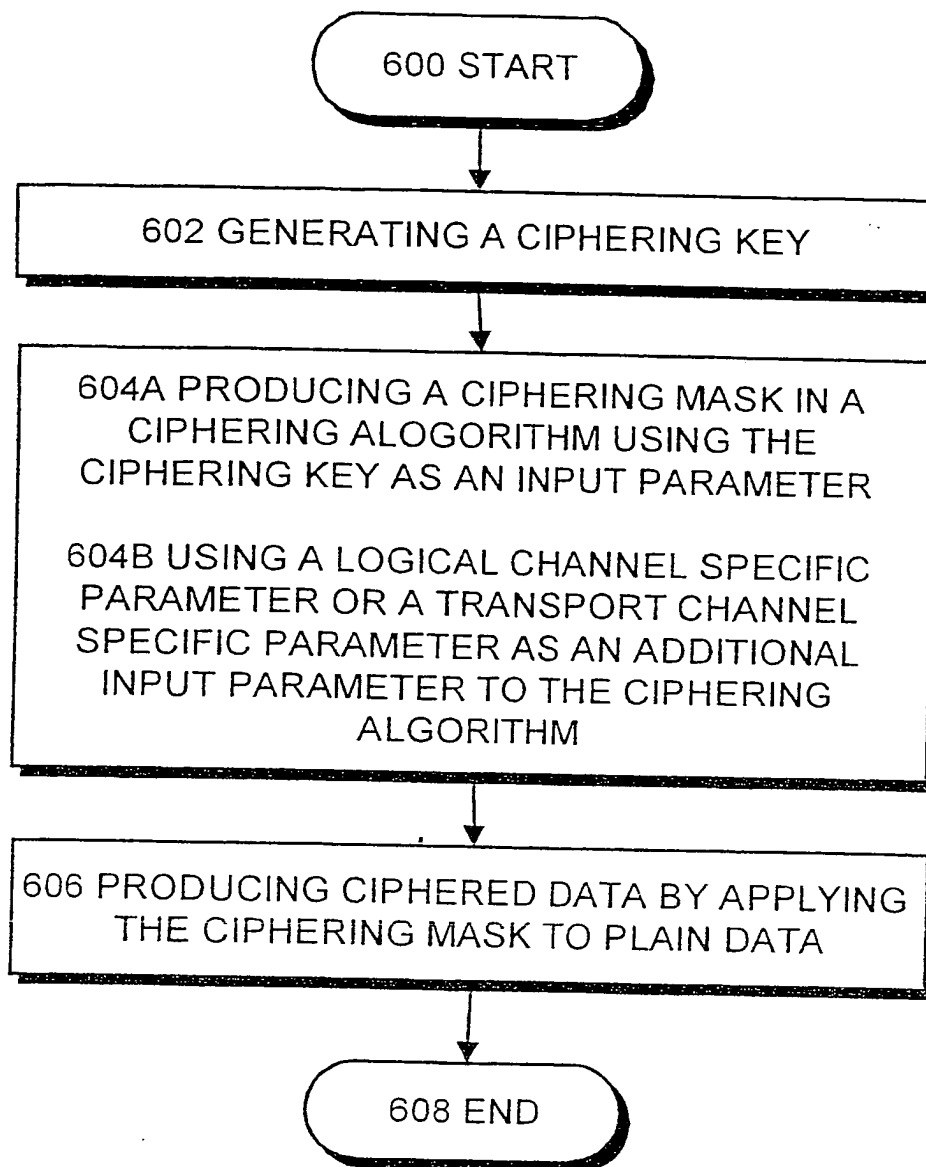 600 START
602 GENERATING A CIPHERING KEY
604A PRODUCING A CIPHERING MASK IN A
CIPHERING ALOGORITHM USING THE
CIPHERING KEY AS AN INPUT PARAMETER
604B USING A LOGICAL CHANNEL SPECIFIC
PARAMETER OR A TRANSPORT CHANNEL
SPECIFIC PARAMETER AS AN ADDITIONAL
INPUT PARAMETER TO THE CIPHERING
ALGORITHM
606 PRODUCING CIPHERED DATA BY APPLYING
THE CIPHERING MASK TO PLAIN DATA
608 END